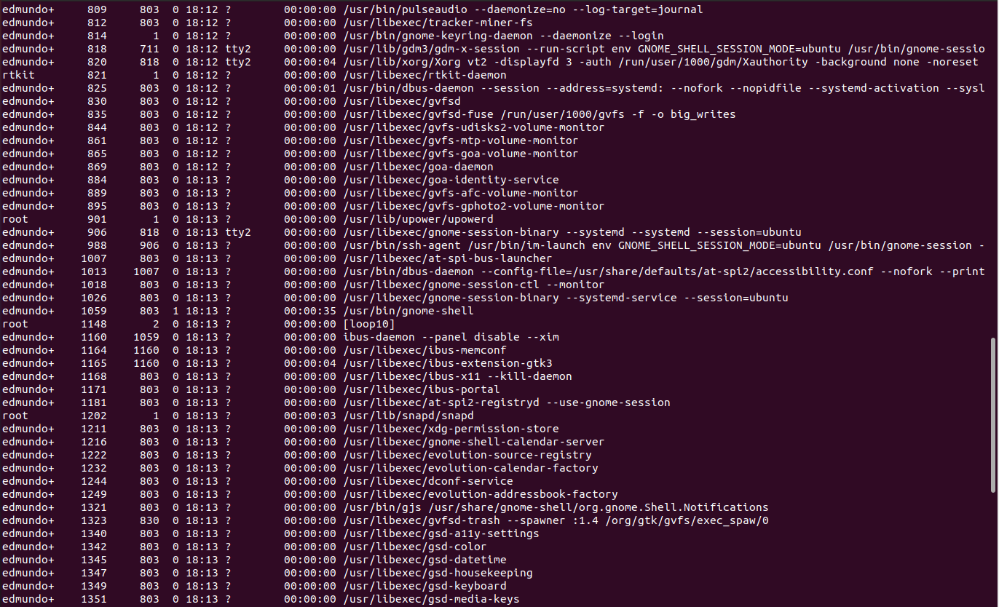 edmundo+     809     803  0 18:12 ?        00:00:00 /usr/bin/pulseaudio --daemonize=no --log-target=journal
edmundo+     812     803  0 18:12 ?        00:00:00 /usr/libexec/tracker-miner-fs
edmundo+     814       1  0 18:12 ?        00:00:00 /usr/bin/gnome-keyring-daemon --daemonize --login
edmundo+     818     711  0 18:12 tty2     00:00:00 /usr/lib/gdm3/gdm-x-session --run-script env GNOME_SHELL_SESSION_MODE=ubuntu /usr/bin/gnome-sessio
edmundo+     820     818  0 18:12 tty2     00:00:04 /usr/lib/xorg/Xorg vt2 -displayfd 3 -auth /run/user/1000/gdm/Xauthority -background none -noreset
rtkit        821       1  0 18:12 ?        00:00:00 /usr/libexec/rtkit-daemon
edmundo+     825     803  0 18:12 ?        00:00:01 /usr/bin/dbus-daemon --session --address=systemd: --nofork --nopidfile --systemd-activation --sysl
edmundo+     830     803  0 18:12 ?        00:00:00 /usr/libexec/gvfsd
edmundo+     835     803  0 18:12 ?        00:00:00 /usr/libexec/gvfsd-fuse /run/user/1000/gvfs -f -o big_writes
edmundo+     844     803  0 18:12 ?        00:00:00 /usr/libexec/gvfs-udisks2-volume-monitor
edmundo+     861     803  0 18:12 ?        00:00:00 /usr/libexec/gvfs-mtp-volume-monitor
edmundo+     865     803  0 18:12 ?        00:00:00 /usr/libexec/gvfs-goa-volume-monitor
edmundo+     869     803  0 18:12 ?        00:00:00 /usr/libexec/goa-daemon
edmundo+     884     803  0 18:13 ?        00:00:00 /usr/libexec/goa-identity-service
edmundo+     889     803  0 18:13 ?        00:00:00 /usr/libexec/gvfs-afc-volume-monitor
edmundo+     895     803  0 18:13 ?        00:00:00 /usr/libexec/gvfs-gphoto2-volume-monitor
root         901       1  0 18:13 ?        00:00:00 /usr/lib/upower/upowerd
edmundo+     906     818  0 18:13 tty2     00:00:00 /usr/libexec/gnome-session-binary --systemd --systemd --session=ubuntu
edmundo+     988     906  0 18:13 ?        00:00:00 /usr/bin/ssh-agent /usr/bin/im-launch env GNOME_SHELL_SESSION_MODE=ubuntu /usr/bin/gnome-session -
edmundo+    1007     803  0 18:13 ?        00:00:00 /usr/libexec/at-spi-bus-launcher
edmundo+    1013    1007  0 18:13 ?        00:00:00 /usr/bin/dbus-daemon --config-file=/usr/share/defaults/at-spi2/accessibility.conf --nofork --print
edmundo+    1018     803  0 18:13 ?        00:00:00 /usr/libexec/gnome-session-ctl --monitor
edmundo+    1026     803  0 18:13 ?        00:00:00 /usr/libexec/gnome-session-binary --systemd-service --session=ubuntu
edmundo+    1059     803  1 18:13 ?        00:00:35 /usr/bin/gnome-shell
root        1148       2  0 18:13 ?        00:00:00 [loop10]
edmundo+    1160    1059  0 18:13 ?        00:00:00 ibus-daemon --panel disable --xim
edmundo+    1164    1160  0 18:13 ?        00:00:00 /usr/libexec/ibus-memconf
edmundo+    1165    1160  0 18:13 ?        00:00:04 /usr/libexec/ibus-extension-gtk3
edmundo+    1168     803  0 18:13 ?        00:00:00 /usr/libexec/ibus-x11 --kill-daemon
edmundo+    1171     803  0 18:13 ?        00:00:00 /usr/libexec/ibus-portal
edmundo+    1181     803  0 18:13 ?        00:00:00 /usr/libexec/at-spi2-registryd --use-gnome-session
root        1202       1  0 18:13 ?        00:00:03 /usr/lib/snapd/snapd
edmundo+    1211     803  0 18:13 ?        00:00:00 /usr/libexec/xdg-permission-store
edmundo+    1216     803  0 18:13 ?        00:00:00 /usr/libexec/gnome-shell-calendar-server
edmundo+    1222     803  0 18:13 ?        00:00:00 /usr/libexec/evolution-source-registry
edmundo+    1232     803  0 18:13 ?        00:00:00 /usr/libexec/evolution-calendar-factory
edmundo+    1244     803  0 18:13 ?        00:00:00 /usr/libexec/dconf-service
edmundo+    1249     803  0 18:13 ?        00:00:00 /usr/libexec/evolution-addressbook-factory
edmundo+    1321     803  0 18:13 ?        00:00:00 /usr/bin/gjs /usr/share/gnome-shell/org.gnome.Shell.Notifications
edmundo+    1323     830  0 18:13 ?        00:00:00 /usr/libexec/gvfsd-trash --spawner :1.4 /org/gtk/gvfs/exec_spaw/0
edmundo+    1340     803  0 18:13 ?        00:00:00 /usr/libexec/gsd-a11y-settings
edmundo+    1342     803  0 18:13 ?        00:00:00 /usr/libexec/gsd-color
edmundo+    1345     803  0 18:13 ?        00:00:00 /usr/libexec/gsd-datetime
edmundo+    1347     803  0 18:13 ?        00:00:00 /usr/libexec/gsd-housekeeping
edmundo+    1349     803  0 18:13 ?        00:00:00 /usr/libexec/gsd-keyboard
edmundo+    1351     803  0 18:13 ?        00:00:00 /usr/libexec/gsd-media-keys